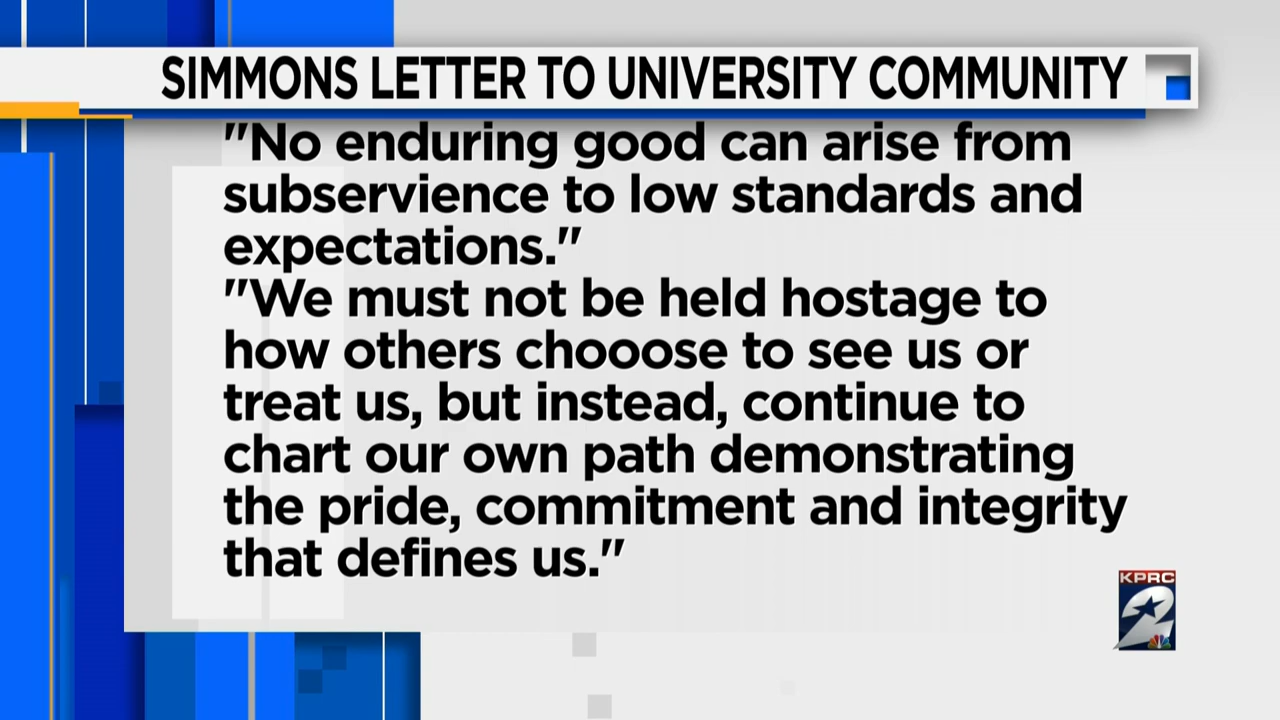 SIMMONS LETTER TO UNIVERSITY COMMUNITY
"No enduring good can arise from
subservience to low standards and
expectations."
"We must not be held hostage to
how others chooose to see us or
treat us, but instead, continue to
chart our own path demonstrating
the pride, commitment and integrity
that defines us."
KPRC
2